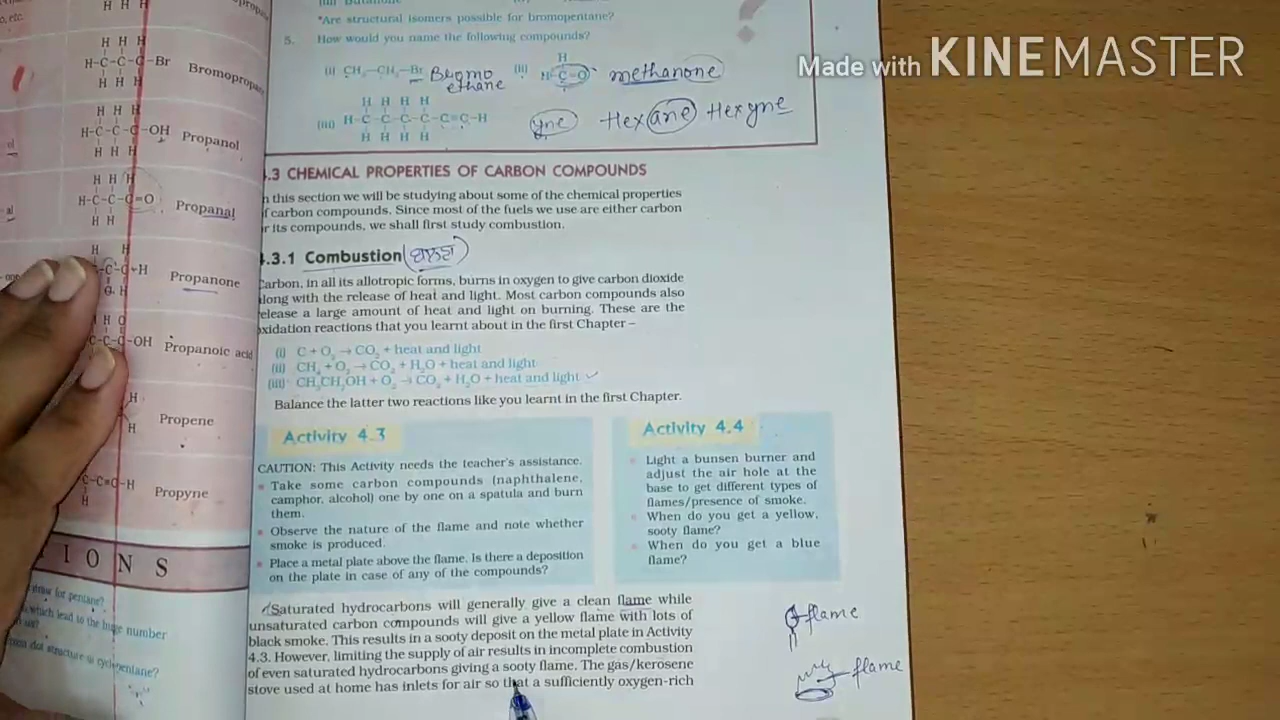 Made with KINEMASTER
H H H
H-C-C-C-Br
H H H
Bromopropane
H H H
H-C-C-C-OH
H H H
Propanol
H H H
H-C-C-C=O
H H
Propanal
Propanone
Propanoic acid
Propene
Propyne
IONS
for pentane?
which lead to the huge number
dot structure of cyclopentane?
*Are structural isomers possible for bromopentane?
5. How would you name the following compounds?
(i) CH₃—CH₂—Br Bromo
ethane
(ii) H
H-C=O methanone
H H H H
(iii) H-C-C-C-C-C≡C-H
H H H H
yne Hexane Hexyne
4.3 CHEMICAL PROPERTIES OF CARBON COMPOUNDS
In this section we will be studying about some of the chemical properties
of carbon compounds. Since most of the fuels we use are either carbon
or its compounds, we shall first study combustion.
4.3.1 Combustion
Carbon, in all its allotropic forms, burns in oxygen to give carbon dioxide
along with the release of heat and light. Most carbon compounds also
release a large amount of heat and light on burning. These are the
oxidation reactions that you learnt about in the first Chapter –
(i) C + O₂ → CO₂ + heat and light
(ii) CH₄ + O₂ → CO₂ + H₂O + heat and light
(iii) CH₃CH₂OH + O₂ → CO₂ + H₂O + heat and light
Balance the latter two reactions like you learnt in the first Chapter.
Activity 4.3
CAUTION: This Activity needs the teacher's assistance.
Take some carbon compounds (naphthalene,
camphor, alcohol) one by one on a spatula and burn
them.
Observe the nature of the flame and note whether
smoke is produced.
Place a metal plate above the flame. Is there a deposition
on the plate in case of any of the compounds?
Activity 4.4
Light a bunsen burner and
adjust the air hole at the
base to get different types of
flames/presence of smoke.
When do you get a yellow,
sooty flame?
When do you get a blue
flame?
Saturated hydrocarbons will generally give a clean flame while
unsaturated carbon compounds will give a yellow flame with lots of
black smoke. This results in a sooty deposit on the metal plate in Activity
4.3. However, limiting the supply of air results in incomplete combustion
of even saturated hydrocarbons giving a sooty flame. The gas/kerosene
stove used at home has inlets for air so that a sufficiently oxygen-rich
flame
flame